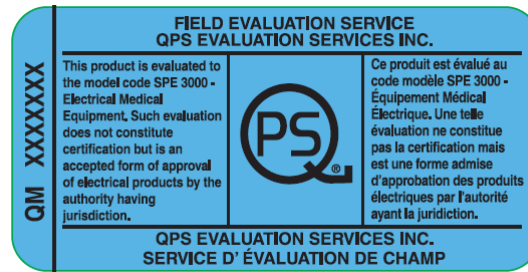 FIELD EVALUATION SERVICE
QPS EVALUATION SERVICES INC.
QM XXXXXXX
This product is evaluated to
the model code SPE 3000 -
Electrical Medical
Equipment. Such evaluation
does not constitute
certification but is an
accepted form of approval
of electrical products by the
authority having
jurisdiction.
QPS ®
Ce produit est évalué au
code modèle SPE 3000 -
Équipement Médical
Électrique. Une telle
évaluation ne constitue
pas la certification mais
est une forme admise
d'approbation des produits
électriques par l'autorité
ayant la juridiction.
QPS EVALUATION SERVICES INC.
SERVICE D' ÉVALUATION DE CHAMP